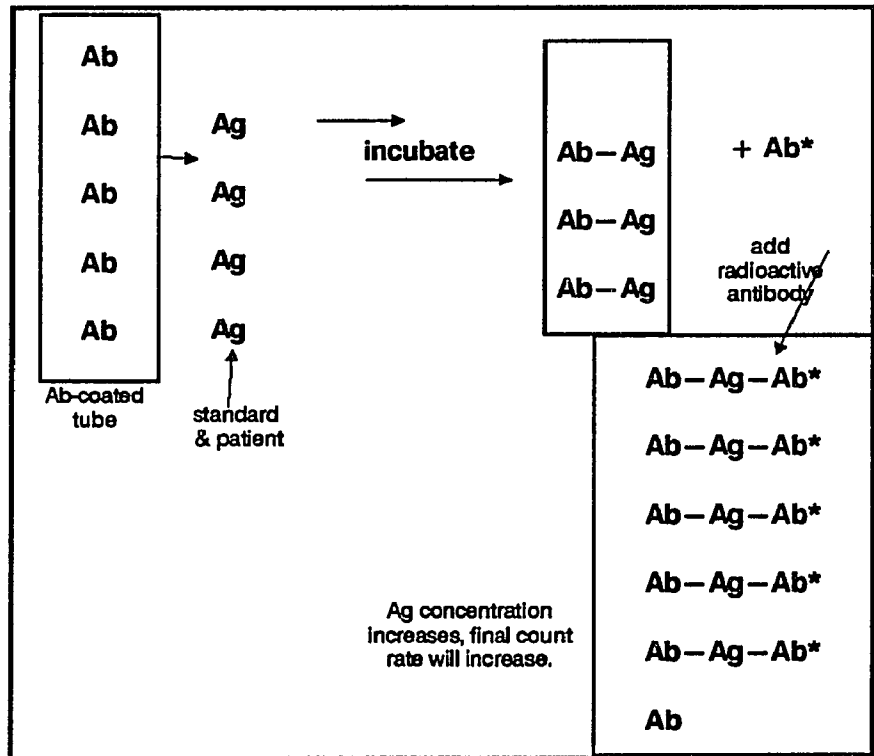 Ab
Ab
Ab
Ab
Ab
Ab-coated
tube
Ag
Ag
Ag
Ag
standard
& patient
incubate
Ab–Ag
Ab–Ag
Ab–Ag
+ Ab*
add
radioactive
antibody
Ab–Ag–Ab*
Ab–Ag–Ab*
Ab–Ag–Ab*
Ab–Ag–Ab*
Ab–Ag–Ab*
Ab
Ag concentration
increases, final count
rate will increase.